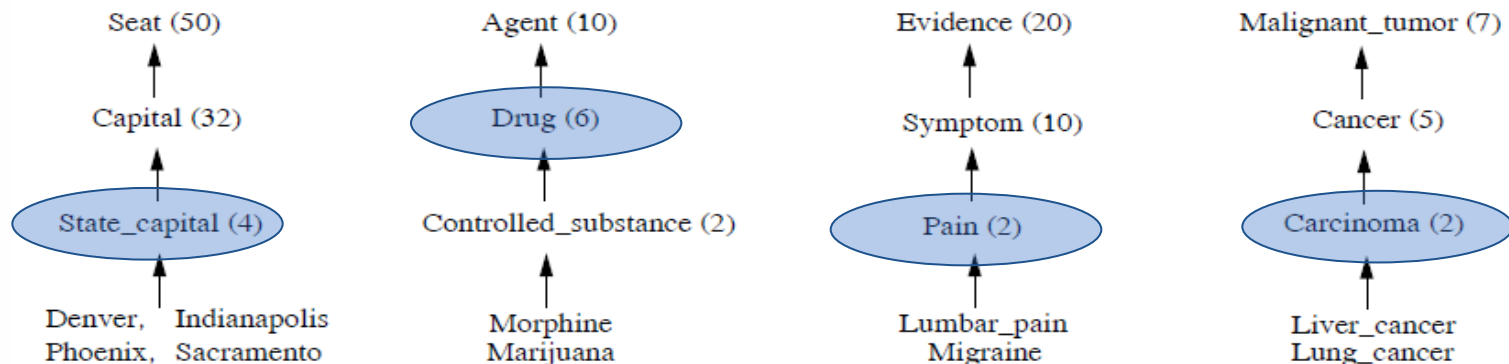 Seat (50) Agent (10) Evidence (20) Malignant_tumor (7)
Capital (32) Drug (6) Symptom (10) Cancer (5)
State_capital (4) Controlled_substance (2) Pain (2) Carcinoma (2)
Denver, Indianapolis Morphine Lumbar_pain Liver_cancer
Phoenix, Sacramento Marijuana Migraine Lung_cancer